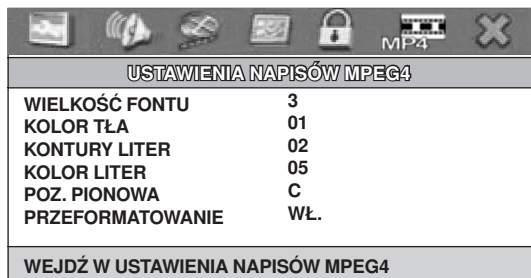 MP4
USTAWIENIA NAPISÓW MPEG4
WIELKOŚĆ FONTU 3
KOLOR TŁA 01
KONTURY LITER 02
KOLOR LITER 05
POZ. PIONOWA C
PRZEFORMATOWANIE WŁ.
WEJDŹ W USTAWIENIA NAPISÓW MPEG4